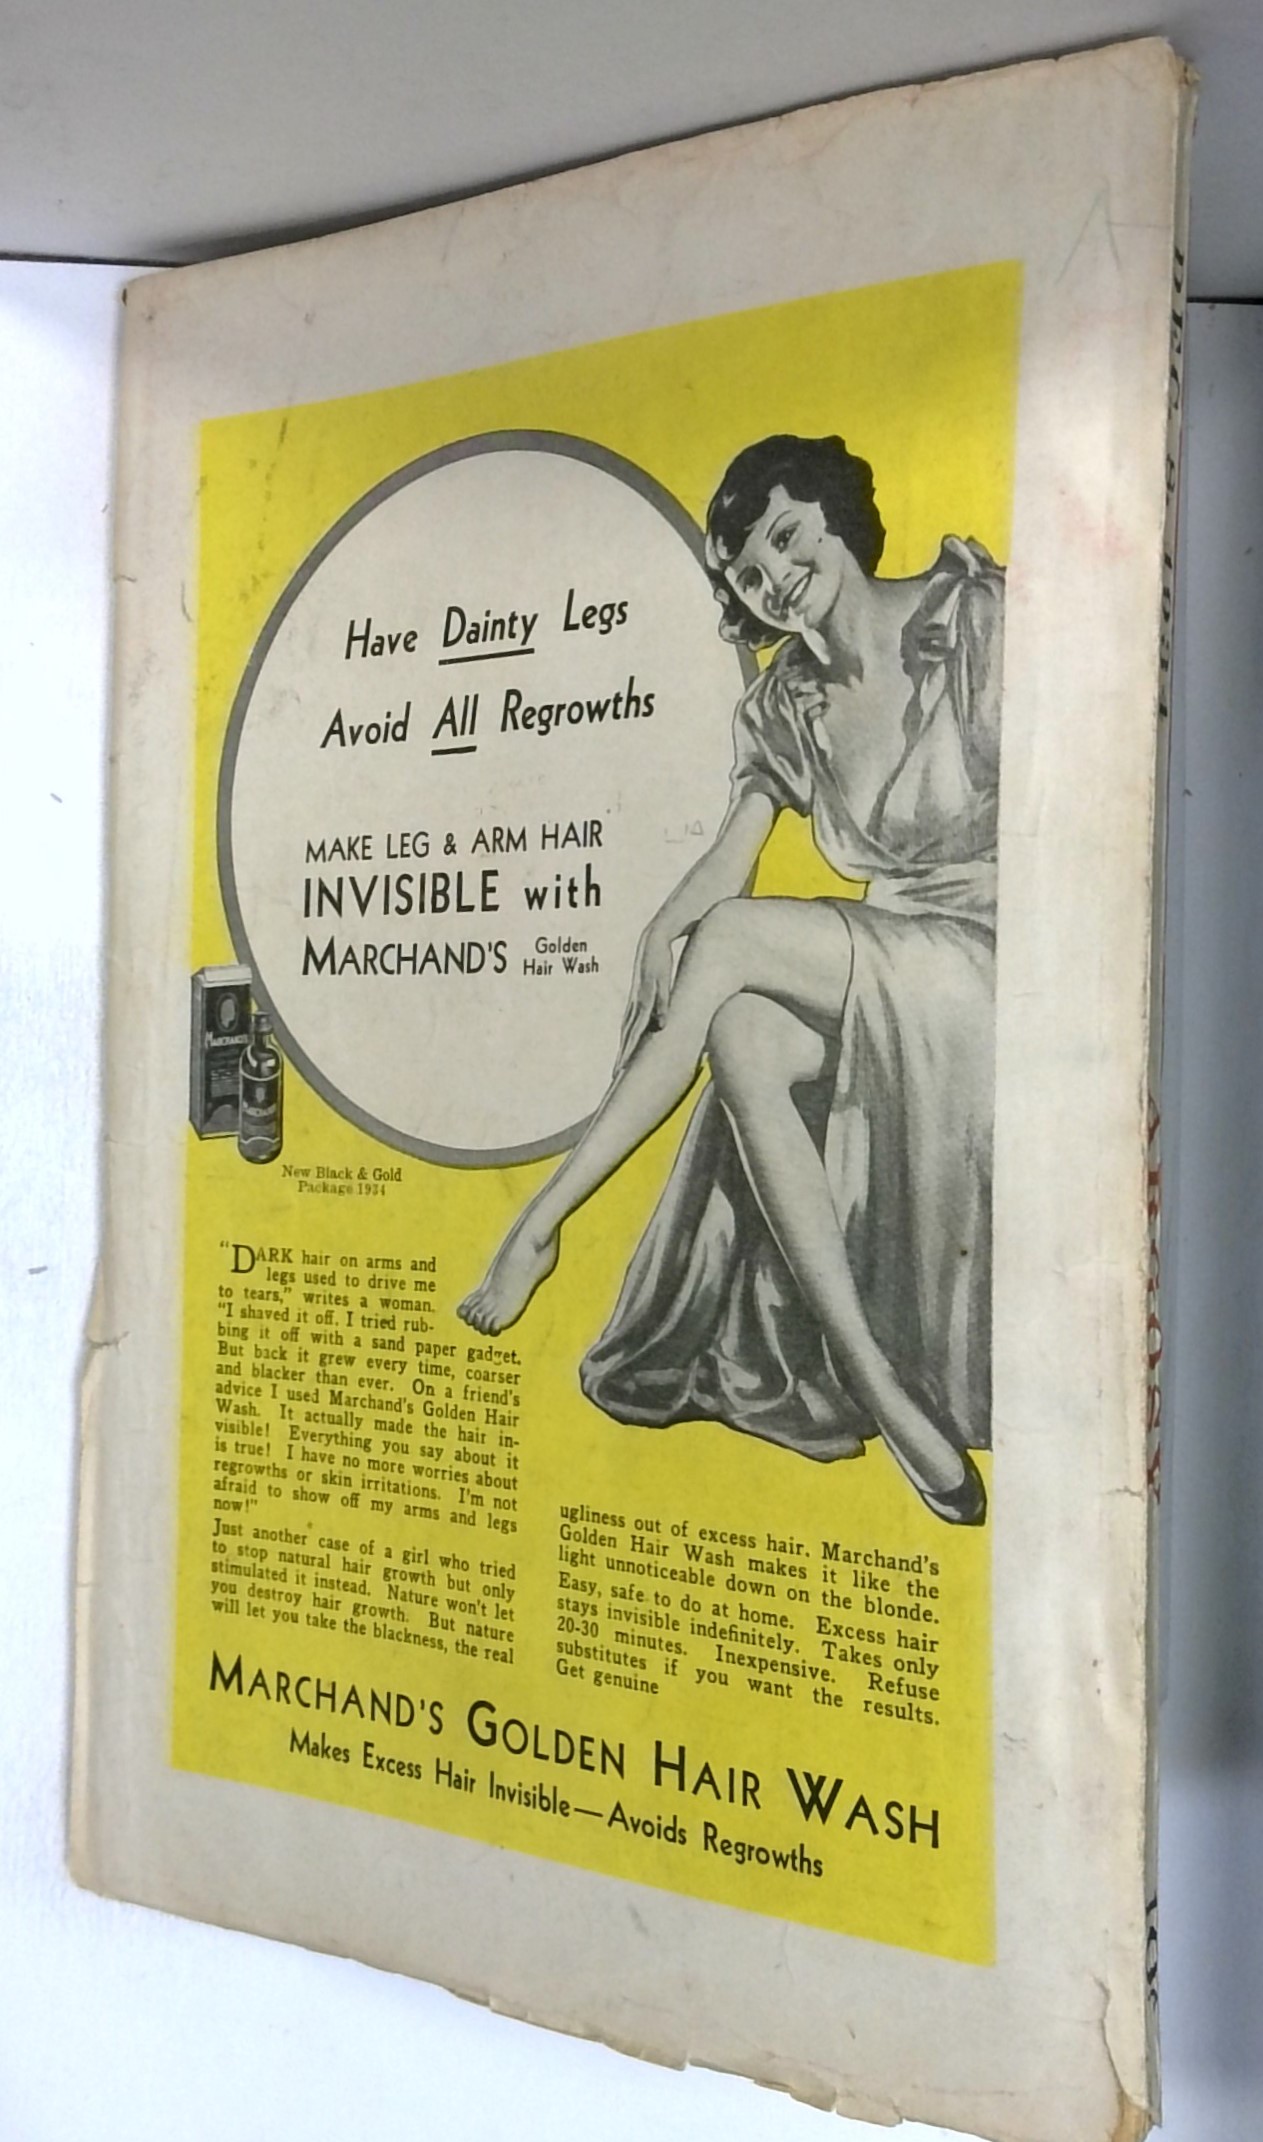 Have Dainty Legs
Avoid All Regrowths
MAKE LEG & ARM HAIR
INVISIBLE with
MARCHAND'S Golden
Hair Wash
MARCHAND'S
MARCHAND'S
New Black & Gold
Package 1934
"DARK hair on arms and
legs used to drive me
to tears," writes a woman.
"I shaved it off. I tried rub-
bing it off with a sand paper gadget.
But back it grew every time, coarser
and blacker than ever. On a friend's
advice I used Marchand's Golden Hair
Wash. It actually made the hair in-
visible! Everything you say about it
is true! I have no more worries about
regrowths or skin irritations. I'm not
afraid to show off my arms and legs
now!"
Just another case of a girl who tried
to stop natural hair growth but only
stimulated it instead. Nature won't let
you destroy hair growth. But nature
will let you take the blackness, the real
ugliness out of excess hair. Marchand's
Golden Hair Wash makes it like the
light unnoticeable down on the blonde.
Easy, safe to do at home. Excess hair
stays invisible indefinitely. Takes only
20-30 minutes. Inexpensive. Refuse
substitutes if you want the results.
Get genuine
MARCHAND'S GOLDEN HAIR WASH
Makes Excess Hair Invisible—Avoids Regrowths
DEC. 8, 1934
ARGOSY
10c